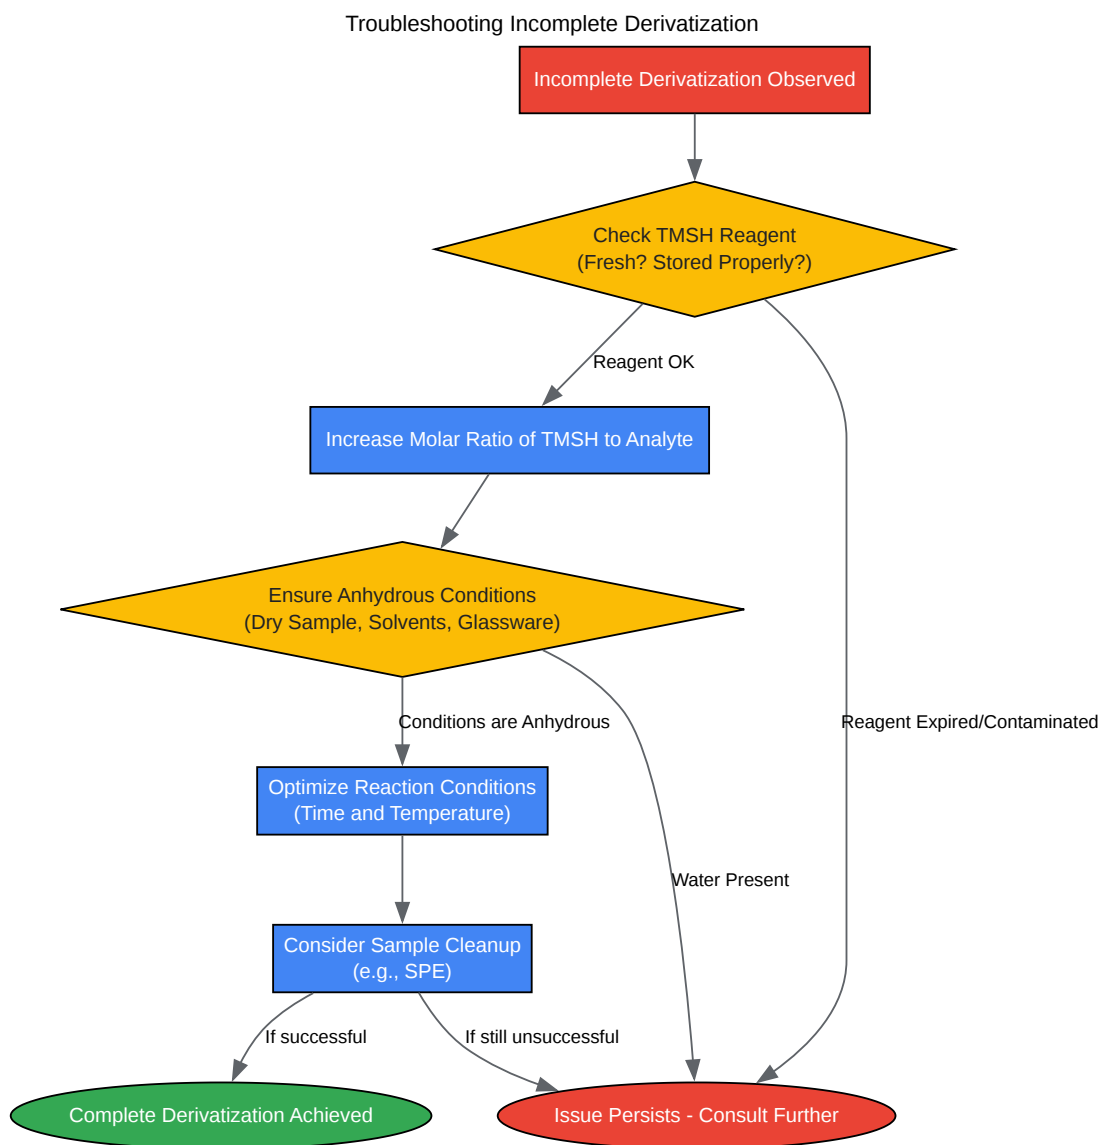 Troubleshooting Incomplete Derivatization
Incomplete Derivatization Observed
Check TMSH Reagent
(Fresh? Stored Properly?)
Reagent OK
Increase Molar Ratio of TMSH to Analyte
Ensure Anhydrous Conditions
(Dry Sample, Solvents, Glassware)
Conditions are Anhydrous
Reagent Expired/Contaminated
Optimize Reaction Conditions
(Time and Temperature)
Water Present
Consider Sample Cleanup
(e.g., SPE)
If successful
If still unsuccessful
Complete Derivatization Achieved
Issue Persists - Consult Further